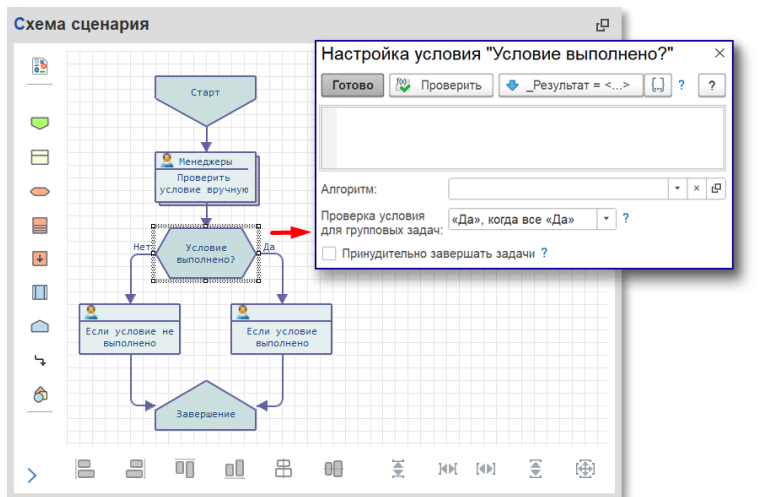 Схема сценария
Старт
Менеджеры
Проверить
условие вручную
Условие
выполнено?
Нет
Да
Если условие не
выполнено
Если условие
выполнено
Завершение
Настройка условия "Условие выполнено?"
Готово
Проверить
_Результат = <...>
[..]
?
?
Алгоритм:
Проверка условия
для групповых задач:
«Да», когда все «Да»
?
Принудительно завершать задачи ?